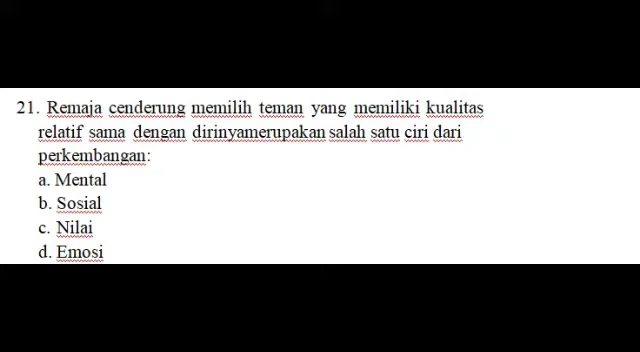 21. Remaja cenderung memilih teman yang memiliki kualitas
relatif sama dengan dirinyamerupakan salah satu ciri dari
perkembangan:
a. Mental
b. Sosial
c. Nilai
d. Emosi